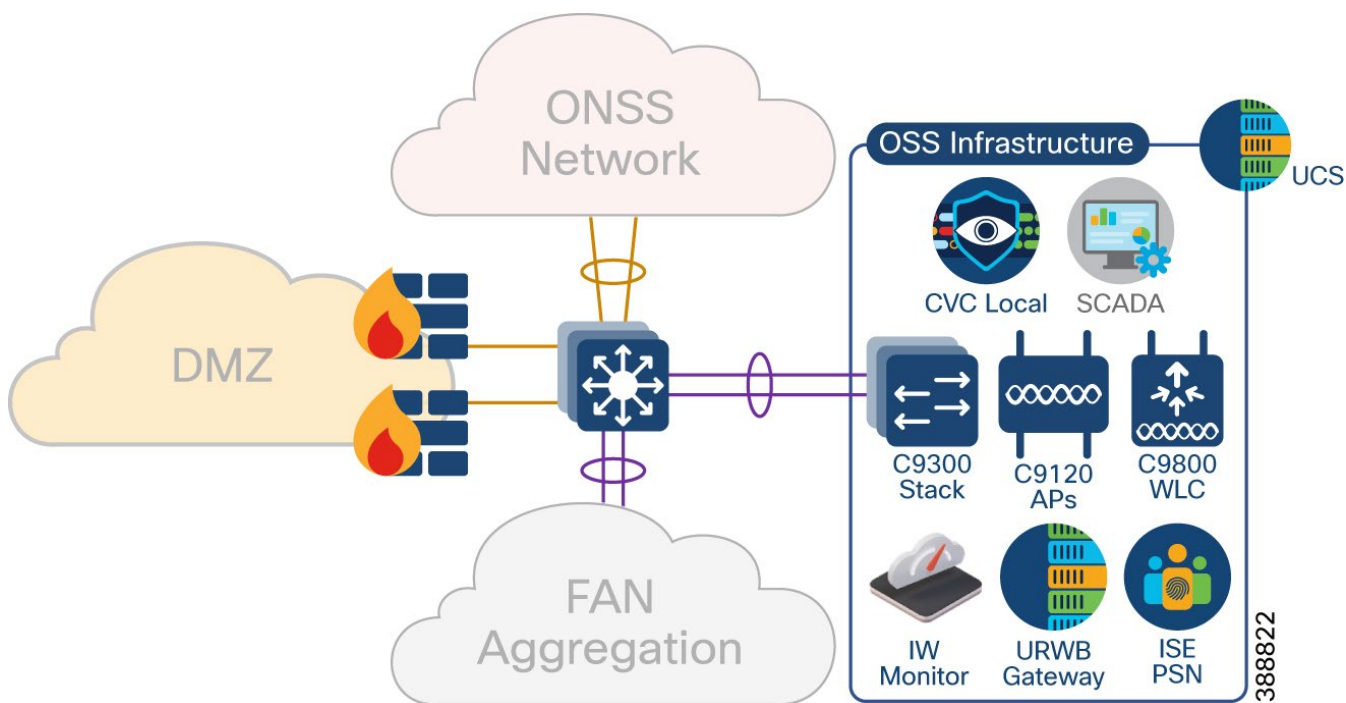 ONSS
Network
OSS Infrastructure
UCS
CVC Local
SCADA
DMZ
C9300
Stack
C9120
APs
C9800
WLC
FAN
Aggregation
IW
Monitor
URWB
Gateway
ISE
PSN
388822